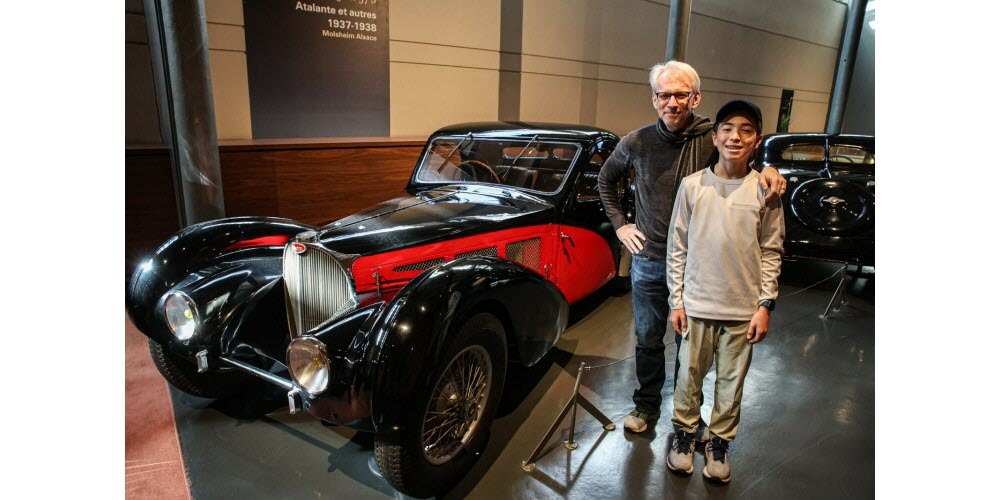 Atalante et autres
1937-1938
Molsheim Alsace